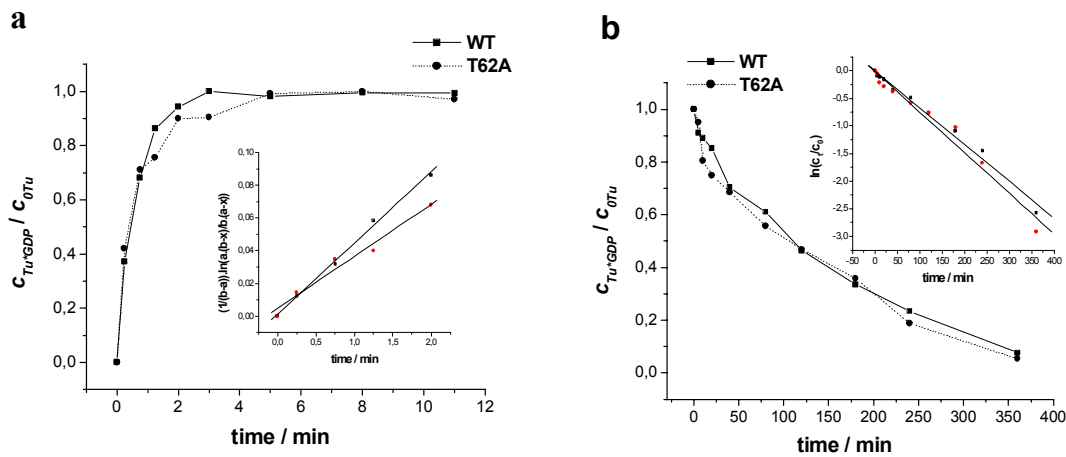 a
WT
T62A
1,0
0,8
0,6
0,4
0,2
0,0
c_Tu*GDP / c_0Tu
0 2 4 6 8 10 12
time / min
0,10
0,08
0,06
0,04
0,02
0,00
(1/(b-a)).ln(a.(b-x)/b.(a-x))
0,0 0,5 1,0 1,5 2,0
time / min
b
WT
T62A
1,0
0,8
0,6
0,4
0,2
0,0
c_Tu*GDP / c_0Tu
0 50 100 150 200 250 300 350 400
time / min
0,0
-0,5
-1,0
-1,5
-2,0
-2,5
-3,0
ln(c_t/c_0)
-50 0 50 100 150 200 250 300 350 400
time / min